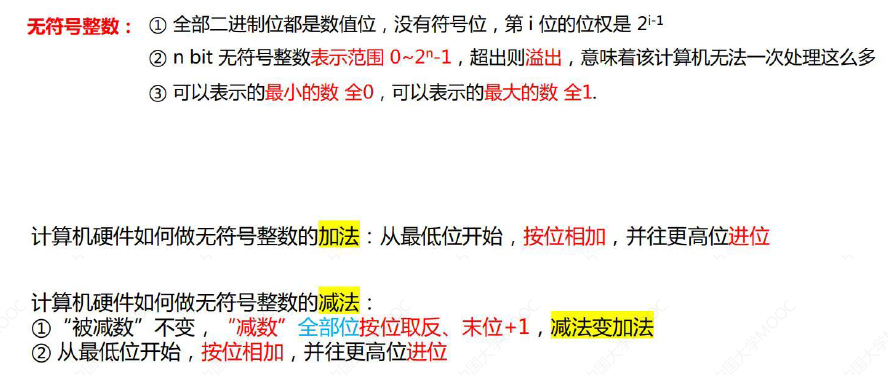 无符号整数：① 全部二进制位都是数值位，没有符号位，第 i 位的位权是 2^(i-1)
② n bit 无符号整数表示范围 0~2ⁿ-1，超出则溢出，意味着该计算机无法一次处理这么多
③ 可以表示的最小的数 全0，可以表示的最大的数 全1.
计算机硬件如何做无符号整数的加法：从最低位开始，按位相加，并往更高位进位
计算机硬件如何做无符号整数的减法：
①“被减数”不变，“减数”全部位按位取反、末位+1，减法变加法
② 从最低位开始，按位相加，并往更高位进位